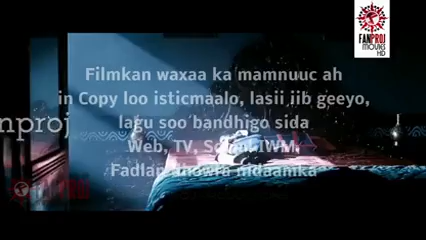 FANPROJ
MOVIES
HD
Filmkan waxaa ka mamnuuc ah
in Copy loo isticmaalo, lasii iib geeyo,
nproj
lagu soo bandhigo sida
Web, TV,
Fadlan